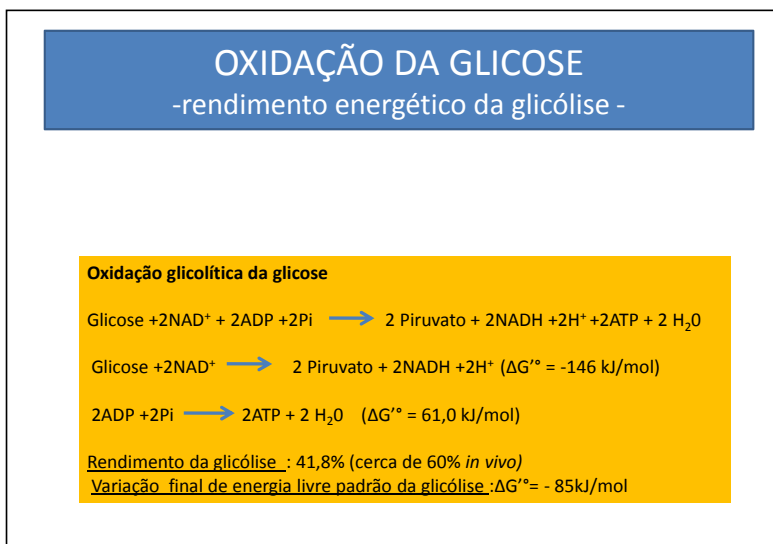 OXIDAÇÃO DA GLICOSE
-rendimento energético da glicólise -
Oxidação glicolítica da glicose
Glicose +2NAD⁺ + 2ADP +2Pi → 2 Piruvato + 2NADH +2H⁺ +2ATP + 2 H₂0
Glicose +2NAD⁺ → 2 Piruvato + 2NADH +2H⁺ (ΔG'° = -146 kJ/mol)
2ADP +2Pi → 2ATP + 2 H₂0 (ΔG'° = 61,0 kJ/mol)
Rendimento da glicólise : 41,8% (cerca de 60% in vivo)
Variação final de energia livre padrão da glicólise :ΔG'°= - 85kJ/mol